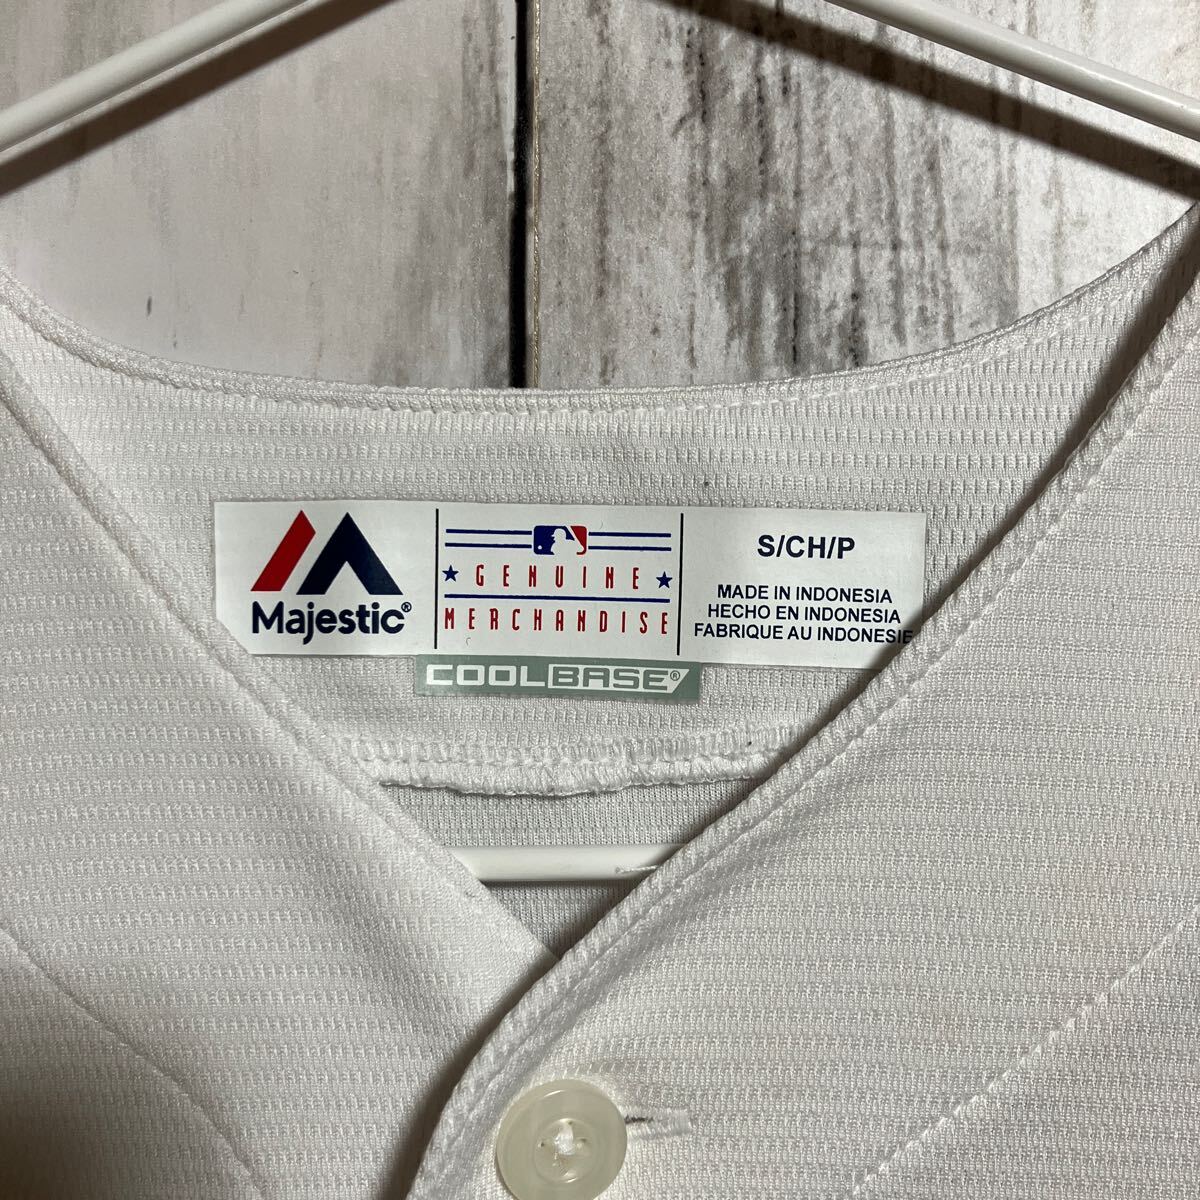 Majestic®
GENUINE
MERCHANDISE
S/CH/P
MADE IN INDONESIA
HECHO EN INDONESIA
FABRIQUE AU INDONESIE
COOLBASE®